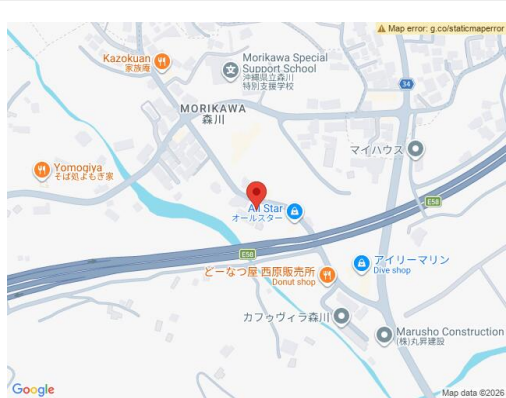 Map error: g.co/staticmaperror
Kazokuan
家族庵
Morikawa Special
Support School
沖縄県立森川
特別支援学校
34
MORIKAWA
森川
マイハウス
Yomogiya
そば処よもぎ家
All Star
オールスター
E58
E58
アイリーマリン
Dive shop
どーなつ屋 西原販売所
Donut shop
カフゥヴィラ森川
Marusho Construction
(株)丸昇建設
Google
Map data ©2026